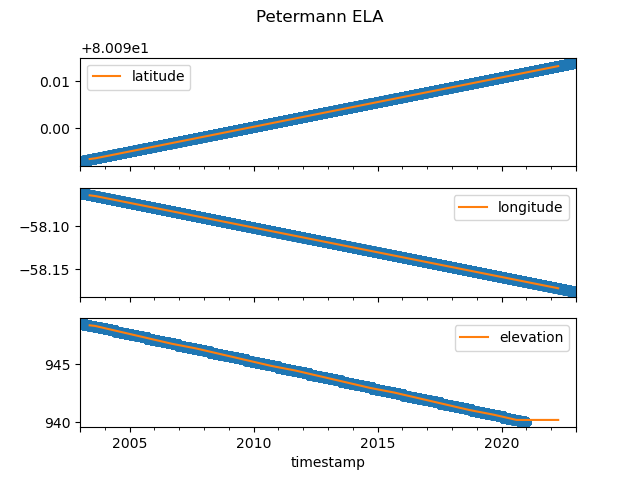 Petermann ELA
+8.009e1
0.01
0.00
latitude
−58.10
−58.15
longitude
945
940
elevation
2005 2010 2015 2020
timestamp